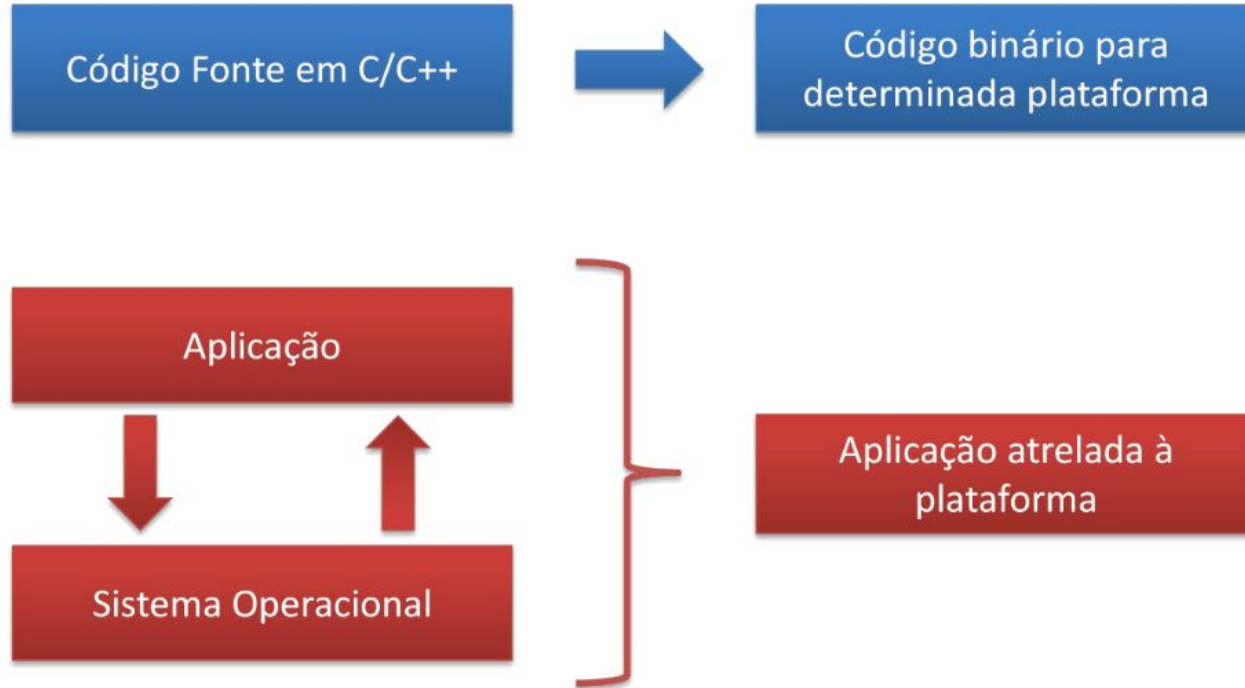 Código Fonte em C/C++
Código binário para
determinada plataforma
Aplicação
Aplicação atrelada à
plataforma
Sistema Operacional